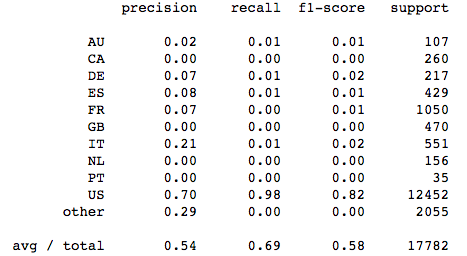 precision recall f1-score support
AU 0.02 0.01 0.01 107
CA 0.00 0.00 0.00 260
DE 0.07 0.01 0.02 217
ES 0.08 0.01 0.01 429
FR 0.07 0.00 0.01 1050
GB 0.00 0.00 0.00 470
IT 0.21 0.01 0.02 551
NL 0.00 0.00 0.00 156
PT 0.00 0.00 0.00 35
US 0.70 0.98 0.82 12452
other 0.29 0.00 0.00 2055
avg / total 0.54 0.69 0.58 17782